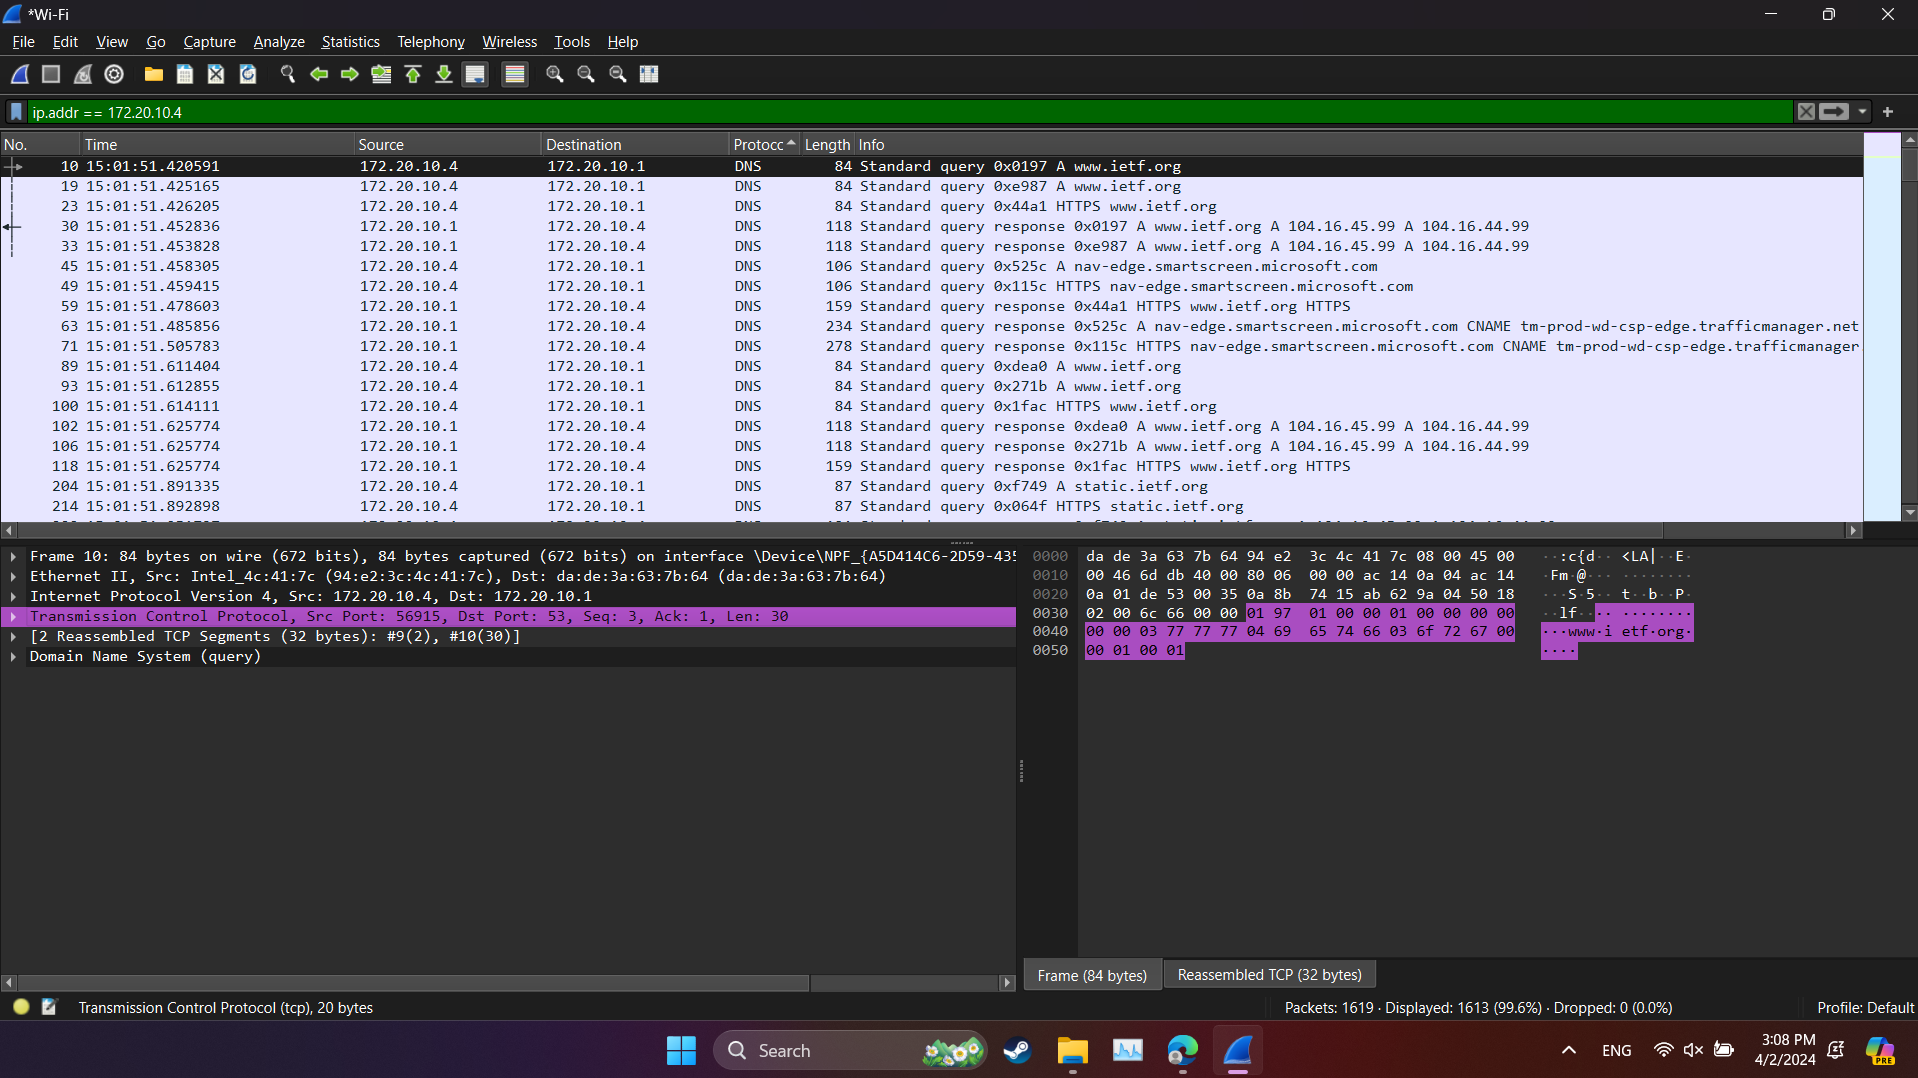 *Wi-Fi
File Edit View Go Capture Analyze Statistics Telephony Wireless Tools Help
ip.addr == 172.20.10.4
No. Time Source Destination Protocc Length Info
10 15:01:51.420591 172.20.10.4 172.20.10.1 DNS 84 Standard query 0x0197 A www.ietf.org
19 15:01:51.425165 172.20.10.4 172.20.10.1 DNS 84 Standard query 0xe987 A www.ietf.org
23 15:01:51.426205 172.20.10.4 172.20.10.1 DNS 84 Standard query 0x44a1 HTTPS www.ietf.org
30 15:01:51.452836 172.20.10.1 172.20.10.4 DNS 118 Standard query response 0x0197 A www.ietf.org A 104.16.45.99 A 104.16.44.99
33 15:01:51.453828 172.20.10.1 172.20.10.4 DNS 118 Standard query response 0xe987 A www.ietf.org A 104.16.45.99 A 104.16.44.99
45 15:01:51.458305 172.20.10.4 172.20.10.1 DNS 106 Standard query 0x525c A nav-edge.smartscreen.microsoft.com
49 15:01:51.459415 172.20.10.4 172.20.10.1 DNS 106 Standard query 0x115c HTTPS nav-edge.smartscreen.microsoft.com
59 15:01:51.478603 172.20.10.1 172.20.10.4 DNS 159 Standard query response 0x44a1 HTTPS www.ietf.org HTTPS
63 15:01:51.485856 172.20.10.1 172.20.10.4 DNS 234 Standard query response 0x525c A nav-edge.smartscreen.microsoft.com CNAME tm-prod-wd-csp-edge.trafficmanager.net
71 15:01:51.505783 172.20.10.1 172.20.10.4 DNS 278 Standard query response 0x115c HTTPS nav-edge.smartscreen.microsoft.com CNAME tm-prod-wd-csp-edge.trafficmanager.
89 15:01:51.611404 172.20.10.4 172.20.10.1 DNS 84 Standard query 0xdea0 A www.ietf.org
93 15:01:51.612855 172.20.10.4 172.20.10.1 DNS 84 Standard query 0x271b A www.ietf.org
100 15:01:51.614111 172.20.10.4 172.20.10.1 DNS 84 Standard query 0x1fac HTTPS www.ietf.org
102 15:01:51.625774 172.20.10.1 172.20.10.4 DNS 118 Standard query response 0xdea0 A www.ietf.org A 104.16.45.99 A 104.16.44.99
106 15:01:51.625774 172.20.10.1 172.20.10.4 DNS 118 Standard query response 0x271b A www.ietf.org A 104.16.45.99 A 104.16.44.99
118 15:01:51.625774 172.20.10.1 172.20.10.4 DNS 159 Standard query response 0x1fac HTTPS www.ietf.org HTTPS
204 15:01:51.891335 172.20.10.4 172.20.10.1 DNS 87 Standard query 0xf749 A static.ietf.org
214 15:01:51.892898 172.20.10.4 172.20.10.1 DNS 87 Standard query 0x064f HTTPS static.ietf.org
Frame 10: 84 bytes on wire (672 bits), 84 bytes captured (672 bits) on interface \Device\NPF_{A5D414C6-2D59-435
Ethernet II, Src: Intel_4c:41:7c (94:e2:3c:4c:41:7c), Dst: da:de:3a:63:7b:64 (da:de:3a:63:7b:64)
Internet Protocol Version 4, Src: 172.20.10.4, Dst: 172.20.10.1
Transmission Control Protocol, Src Port: 56915, Dst Port: 53, Seq: 3, Ack: 1, Len: 30
[2 Reassembled TCP Segments (32 bytes): #9(2), #10(30)]
Domain Name System (query)
0000 da de 3a 63 7b 64 94 e2 3c 4c 41 7c 08 00 45 00 ··:c{d·· <LA|··E·
0010 00 46 6d db 40 00 80 06 00 00 ac 14 0a 04 ac 14 ·Fm·@··· ········
0020 0a 01 de 53 00 35 0a 8b 74 15 ab 62 9a 04 50 18 ···S·5·· t··b··P·
0030 02 00 6c 66 00 00 01 97 01 00 00 01 00 00 00 00 ··lf···· ········
0040 00 00 03 77 77 77 04 69 65 74 66 03 6f 72 67 00 ···www·i etf·org·
0050 00 01 00 01 ····
Frame (84 bytes) Reassembled TCP (32 bytes)
Transmission Control Protocol (tcp), 20 bytes
Packets: 1619 · Displayed: 1613 (99.6%) · Dropped: 0 (0.0%)
Profile: Default
Search
ENG
3:08 PM
4/2/2024
PRE